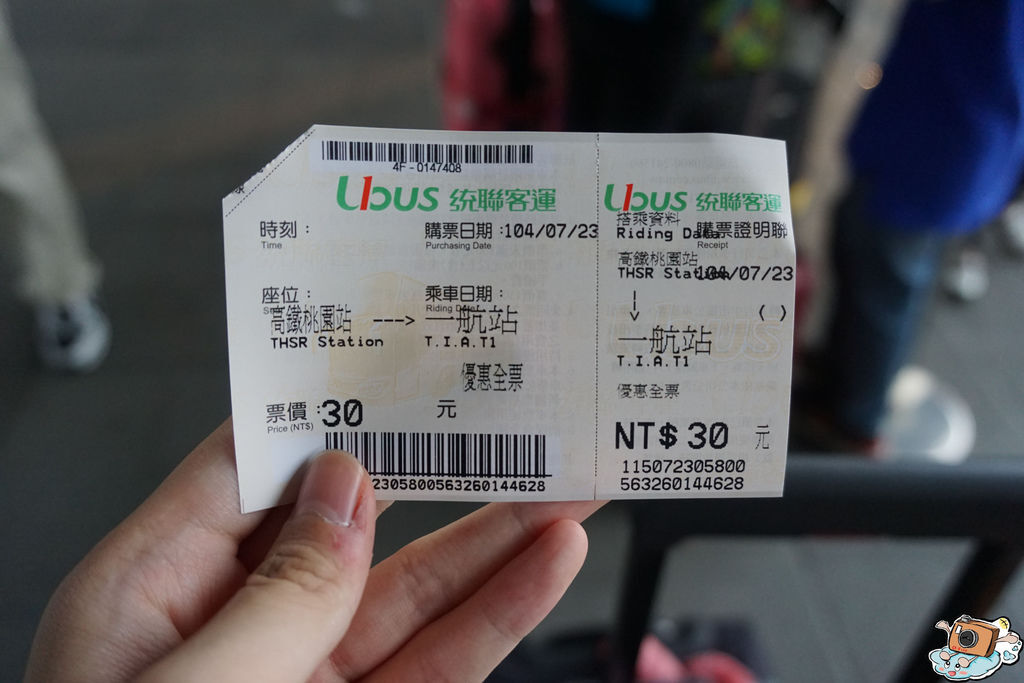 4F-0147408
Ubus 統聯客運
時刻：
Time
購票日期：104/07/23
Purchasing Date
座位：
乘車日期：
Riding Date
高鐵桃園站 ---> 一航站
THSR Station T.I.A.T1
優惠全票
票價：30 元
Price (NT$)
2305800563260144628
Ubus 統聯客運
搭乘資料
Riding Data
購票證明聯
Receipt
高鐵桃園站
THSR Station
104/07/23
( )
一航站
T.I.A.T1
優惠全票
NT$ 30 元
115072305800
563260144628